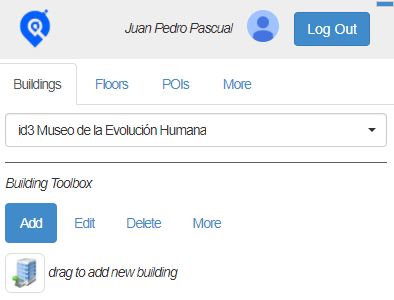 Juan Pedro Pascual Log Out
Buildings Floors POIs More
id3 Museo de la Evolución Humana
Building Toolbox
Add Edit Delete More
drag to add new building